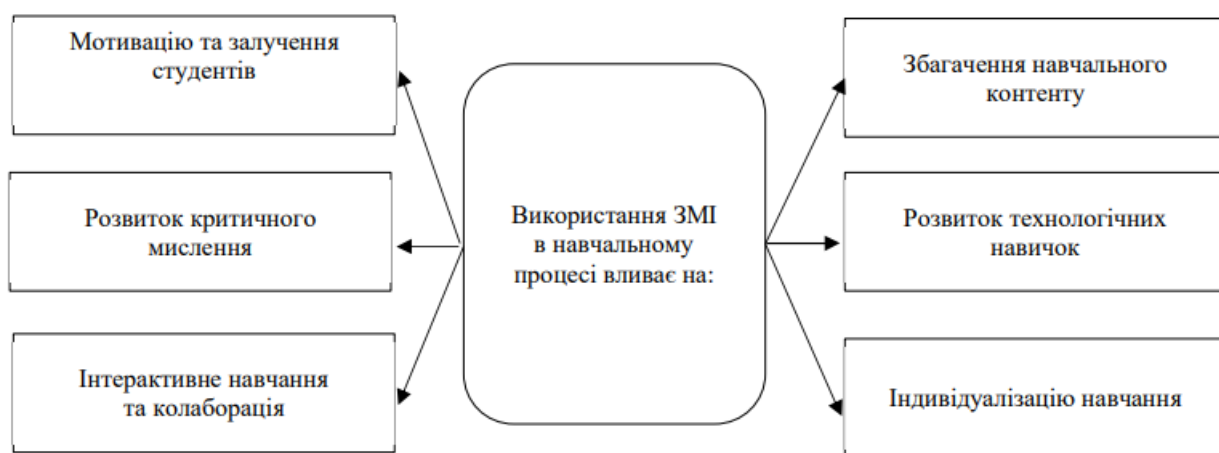 Мотивацію та залучення
студентів
Розвиток критичного
мислення
Інтерактивне навчання
та колаборація
Використання ЗМІ
в навчальному
процесі вливає на:
Збагачення навчального
контенту
Розвиток технологічних
навичок
Індивідуалізацію навчання